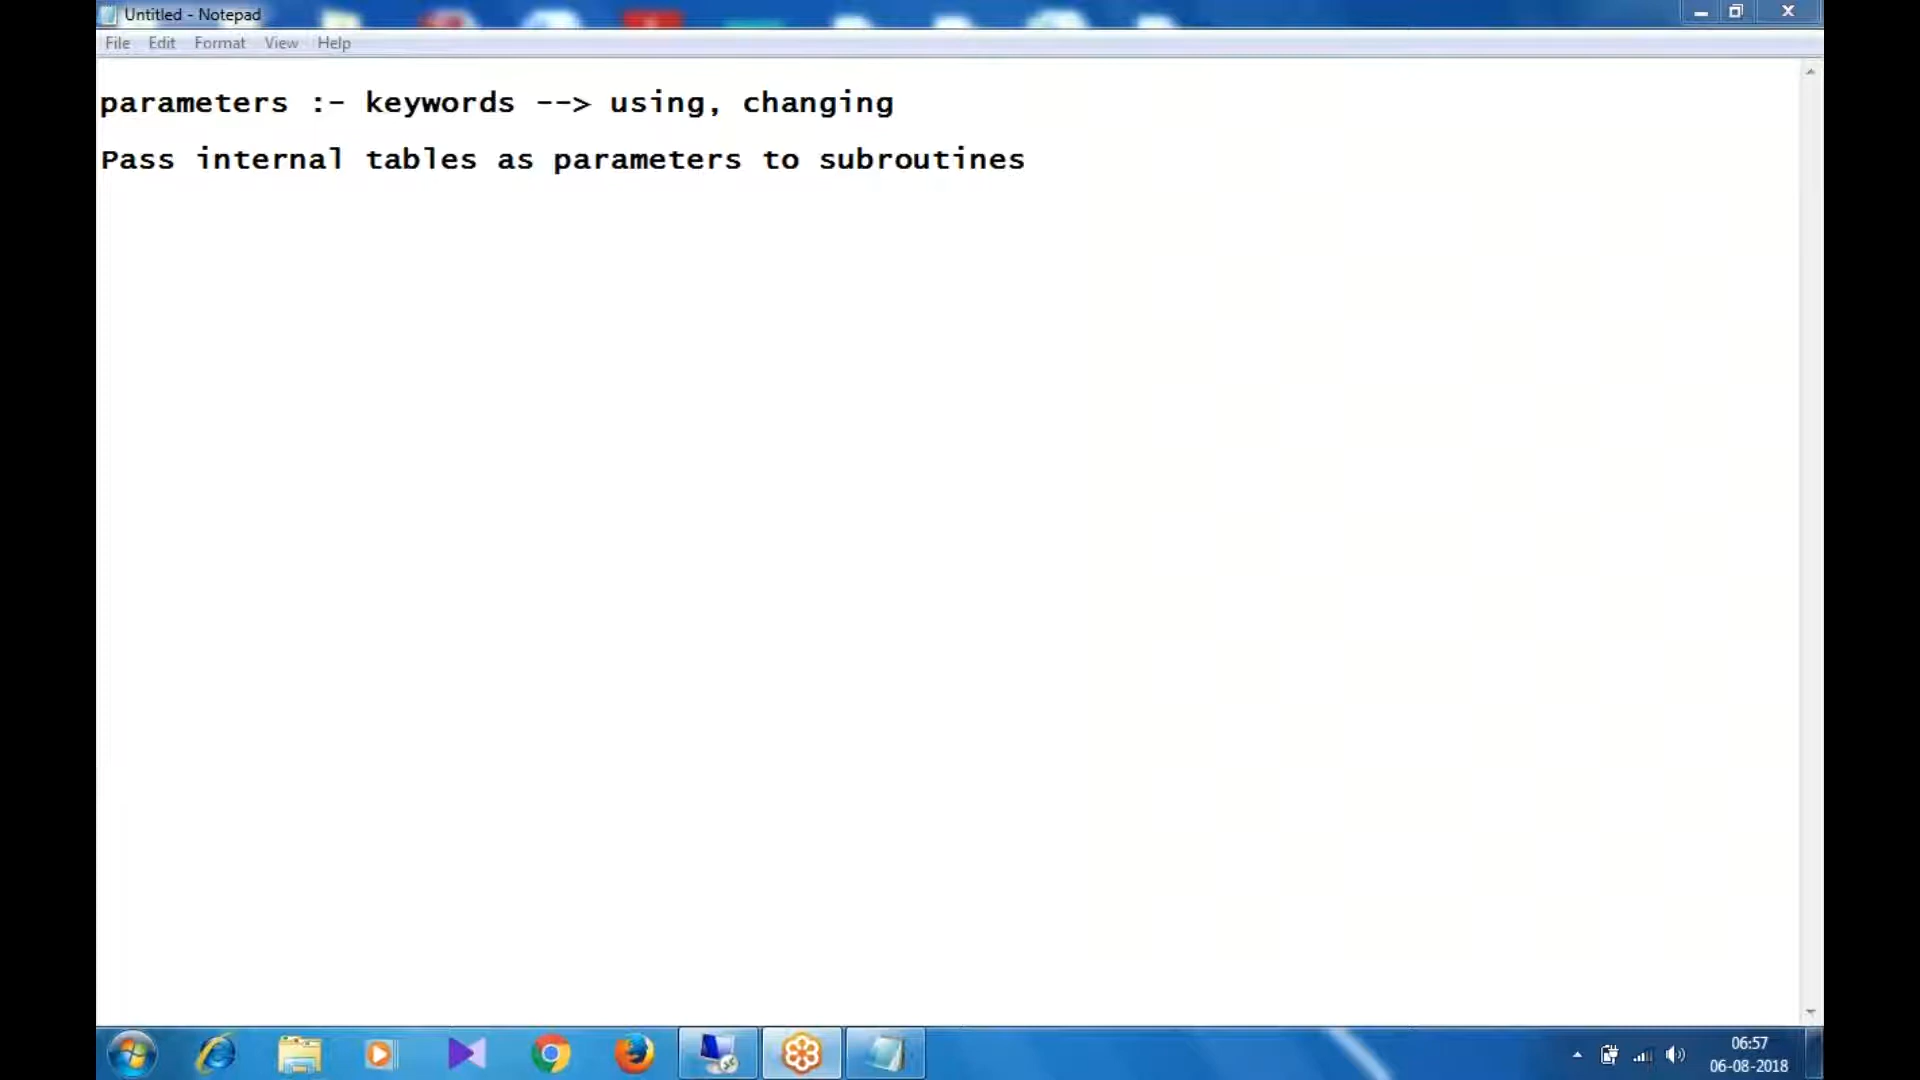 Untitled - Notepad
File Edit Format View Help
parameters :- keywords --> using, changing
Pass internal tables as parameters to subroutines
06:57
06-08-2018